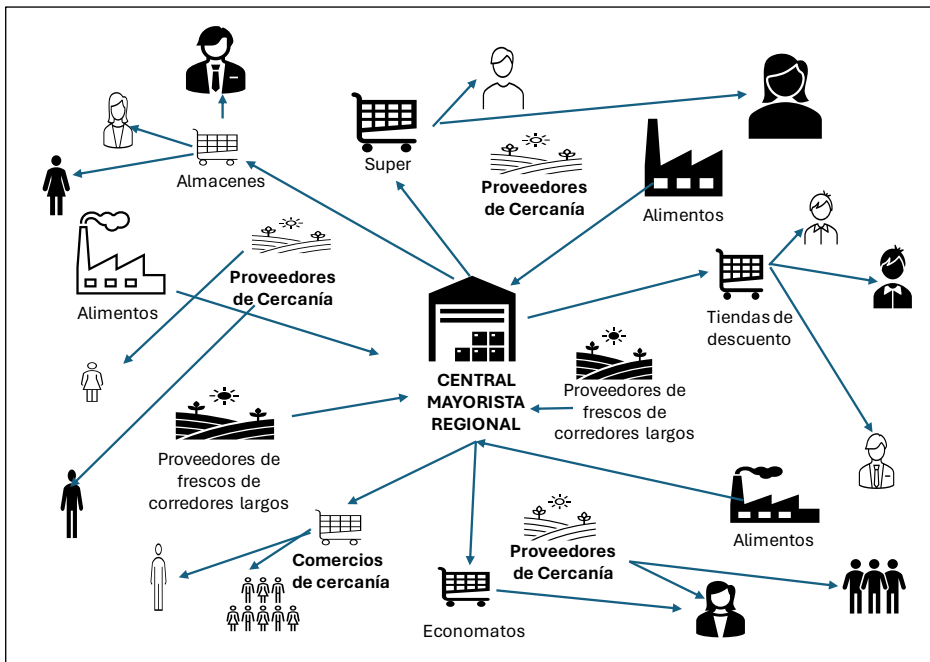 Almacenes
Super
Proveedores
de Cercanía
Alimentos
Proveedores
de Cercanía
Alimentos
Tiendas de
descuento
CENTRAL
MAYORISTA
REGIONAL
Proveedores de
frescos de
corredores largos
Proveedores de
frescos de
corredores largos
Comercios
de cercanía
Proveedores
de Cercanía
Alimentos
Economatos